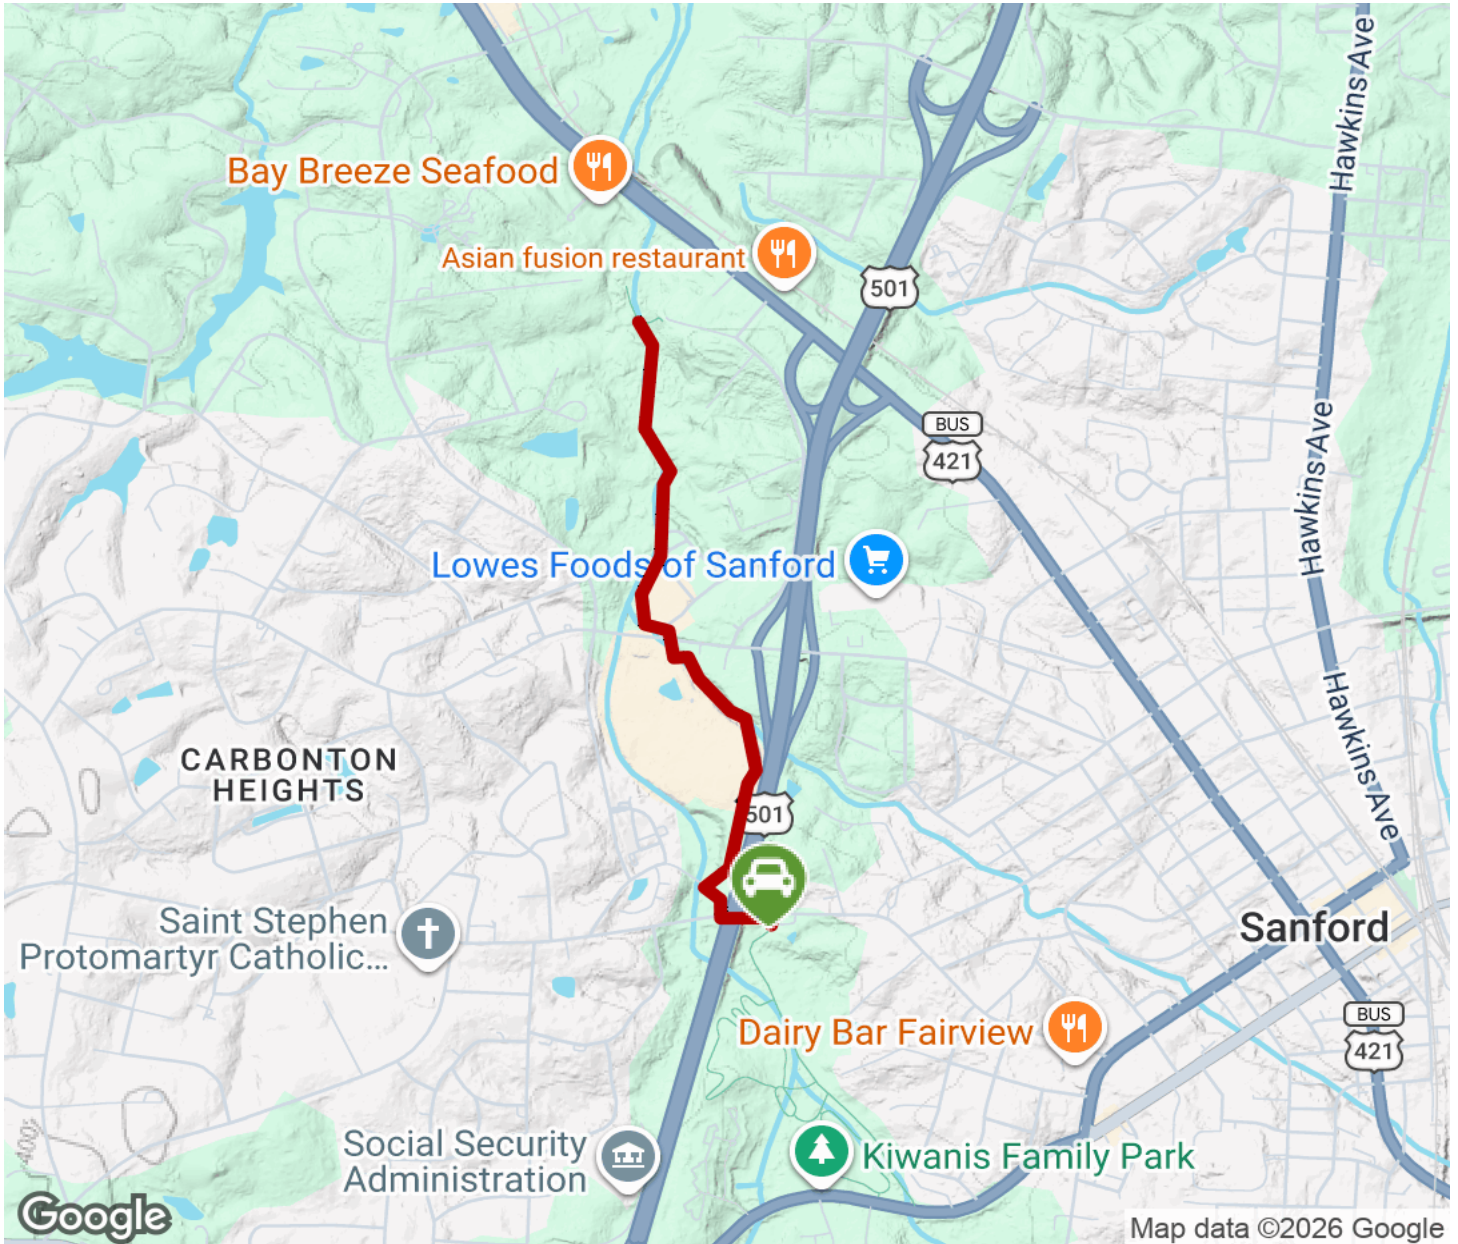 Hawkins Ave
Bay Breeze Seafood
Asian fusion restaurant
501
BUS
421
Hawkins Ave
Lowes Foods of Sanford
Hawkins Ave
CARBONTON
HEIGHTS
501
Saint Stephen
Protomartyr Catholic...
Sanford
Dairy Bar Fairview
BUS
421
400
Social Security
Administration
Kiwanis Family Park
Google
Map data ©2026 Google